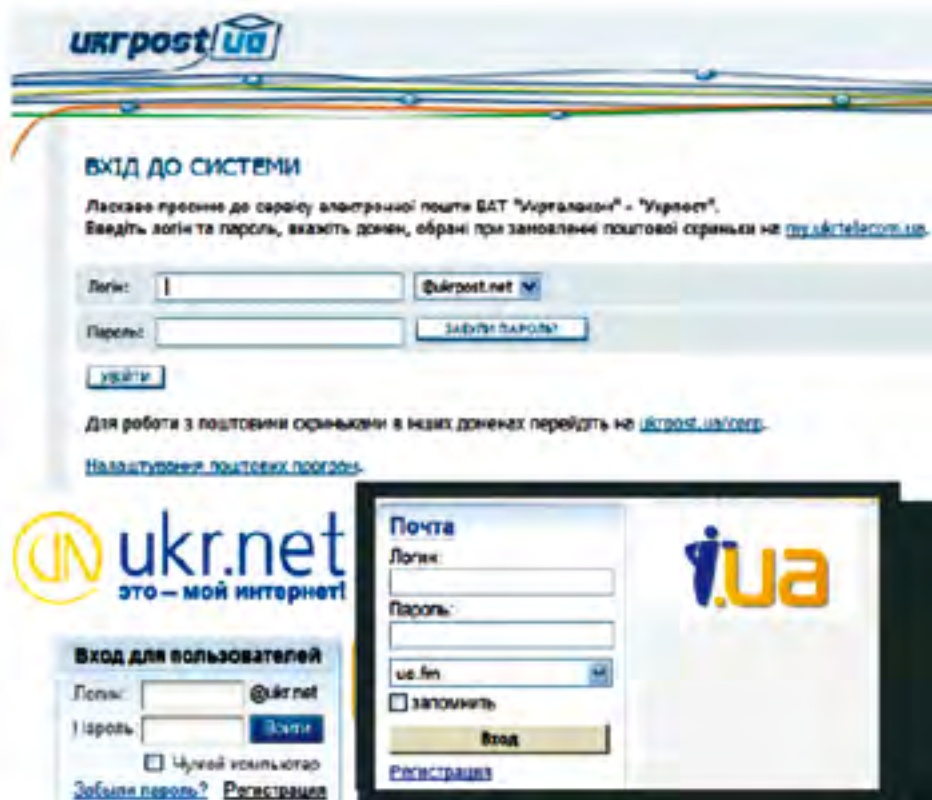 ukrpost ua
ВХІД ДО СИСТЕМИ
Ласкаво просимо до сервісу електронної пошти ВАТ "Укртелеком" - "Укрпост".
Введіть логін та пароль, вкажіть домен, обрані при замовленні поштової скриньки на my.ukrtelecom.ua.
Логін: @ukrpost.net
Пароль: ЗАБУЛИ ПАРОЛЬ?
УВІЙТИ
Для роботи з поштовими скриньками в інших доменах перейдіть на ukrpost.ua/corp.
Налаштування поштових програм.
ukr.net
это – мой интернет!
Вход для пользователей
Логин: @ukr.net
Пароль Войти
Чужой компьютер
Забыли пароль? Регистрация
Почта
Логин:
Пароль:
ua.fm
запомнить
Вход
Регистрация
i.ua